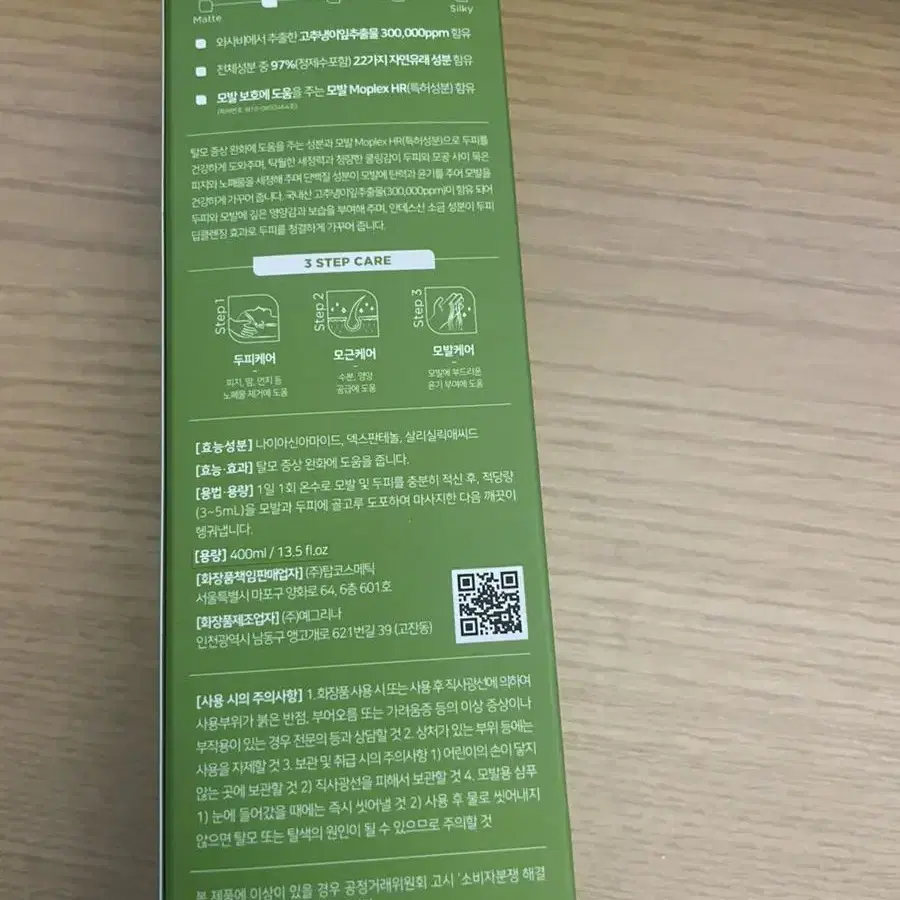 Matte
Silky
와사비에서 추출한 고추냉이잎추출물 300,000ppm 함유
전체성분 중 97%(정제수포함) 22가지 자연유래 성분 함유
모발 보호에 도움을 주는 모발 Moplex HR(특허성분) 함유
탈모 증상 완화에 도움을 주는 성분과 모발 Moplex HR(특허성분)으로 두피를
건강하게 도와주며, 탁월한 세정력과 청량한 쿨링감이 두피와 모공 사이 묵은
피지와 노폐물을 세정해 주며 단백질 성분이 모발에 탄력과 윤기를 주어 모발을
건강하게 가꾸어 줍니다. 국내산 고추냉이잎추출물(300,000ppm)이 함유 되어
두피와 모발에 깊은 영양감과 보습을 부여해 주며, 안데스산 소금 성분이 두피
딥클렌징 효과로 두피를 청결하게 가꾸어 줍니다.
3 STEP CARE
Step 1
Step 2
Step 3
두피케어
모근케어
모발케어
피지, 땀, 먼지 등
노폐물 제거에 도움
수분, 영양
공급에 도움
모발에 부드러운
윤기 부여에 도움
[효능성분] 나이아신아마이드, 덱스판테놀, 살리실릭애씨드
[효능·효과] 탈모 증상 완화에 도움을 줍니다.
[용법·용량] 1일 1회 온수로 모발 및 두피를 충분히 적신 후, 적당량
(3~5mL)을 모발과 두피에 골고루 도포하여 마사지한 다음 깨끗이
헹궈냅니다.
[용량] 400ml / 13.5 fl.oz
[화장품책임판매업자] (주)탑코스메틱
서울특별시 마포구 양화로 64, 6층 601호
[화장품제조업자] (주)예그리나
인천광역시 남동구 앵고개로 621번길 39 (고잔동)
[사용 시의 주의사항] 1. 화장품 사용 시 또는 사용 후 직사광선에 의하여
사용부위가 붉은 반점, 부어오름 또는 가려움증 등의 이상 증상이나
부작용이 있는 경우 전문의 등과 상담할 것 2. 상처가 있는 부위 등에는
사용을 자제할 것 3. 보관 및 취급 시의 주의사항 1) 어린이의 손이 닿지
않는 곳에 보관할 것 2) 직사광선을 피해서 보관할 것 4. 모발용 샴푸
1) 눈에 들어갔을 때에는 즉시 씻어낼 것 2) 사용 후 물로 씻어내지
않으면 탈모 또는 탈색의 원인이 될 수 있으므로 주의할 것
본 제품에 이상이 있을 경우 공정거래위원회 고시 '소비자분쟁 해결